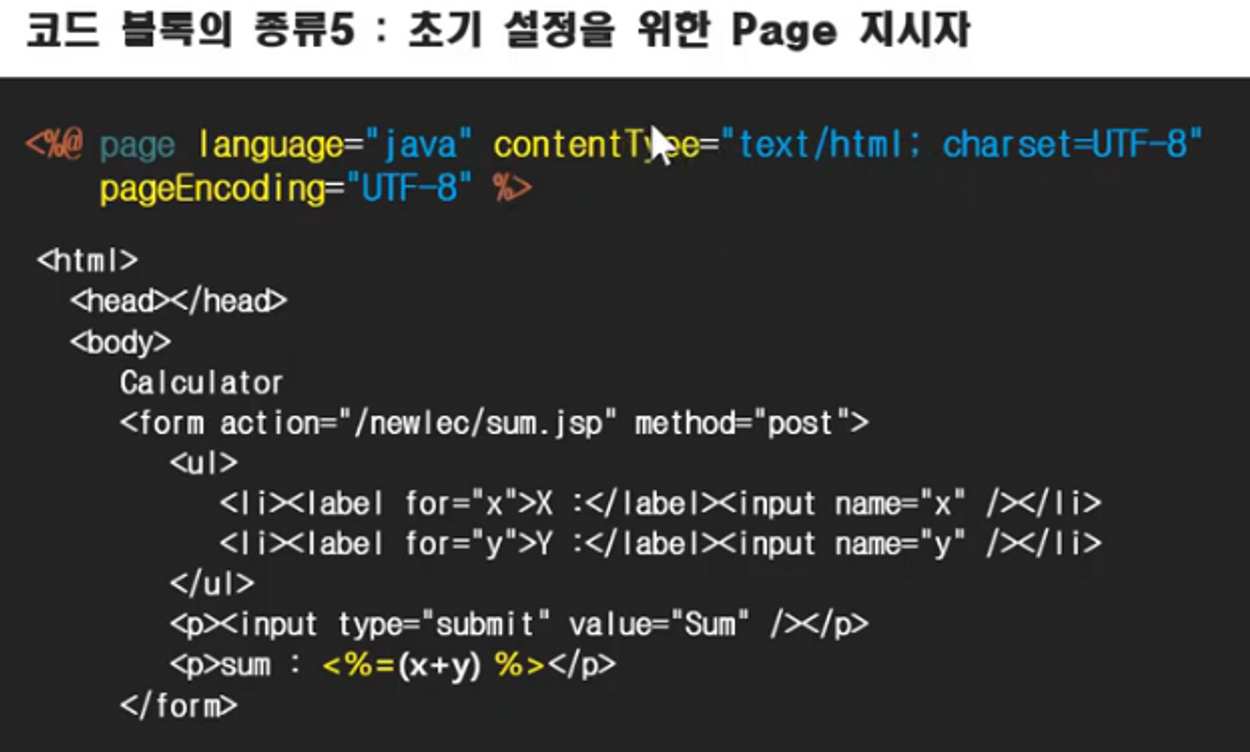 코드 블록의 종류5 : 초기 설정을 위한 Page 지시자
<%@ page language="java" contentType="text/html; charset=UTF-8"
pageEncoding="UTF-8" %>
<html>
<head></head>
<body>
Calculator
<form action="/newlec/sum.jsp" method="post">
<ul>
<li><label for="x">X :</label><input name="x" /></li>
<li><label for="y">Y :</label><input name="y" /></li>
</ul>
<p><input type="submit" value="Sum" /></p>
<p>sum : <%=(x+y) %></p>
</form>